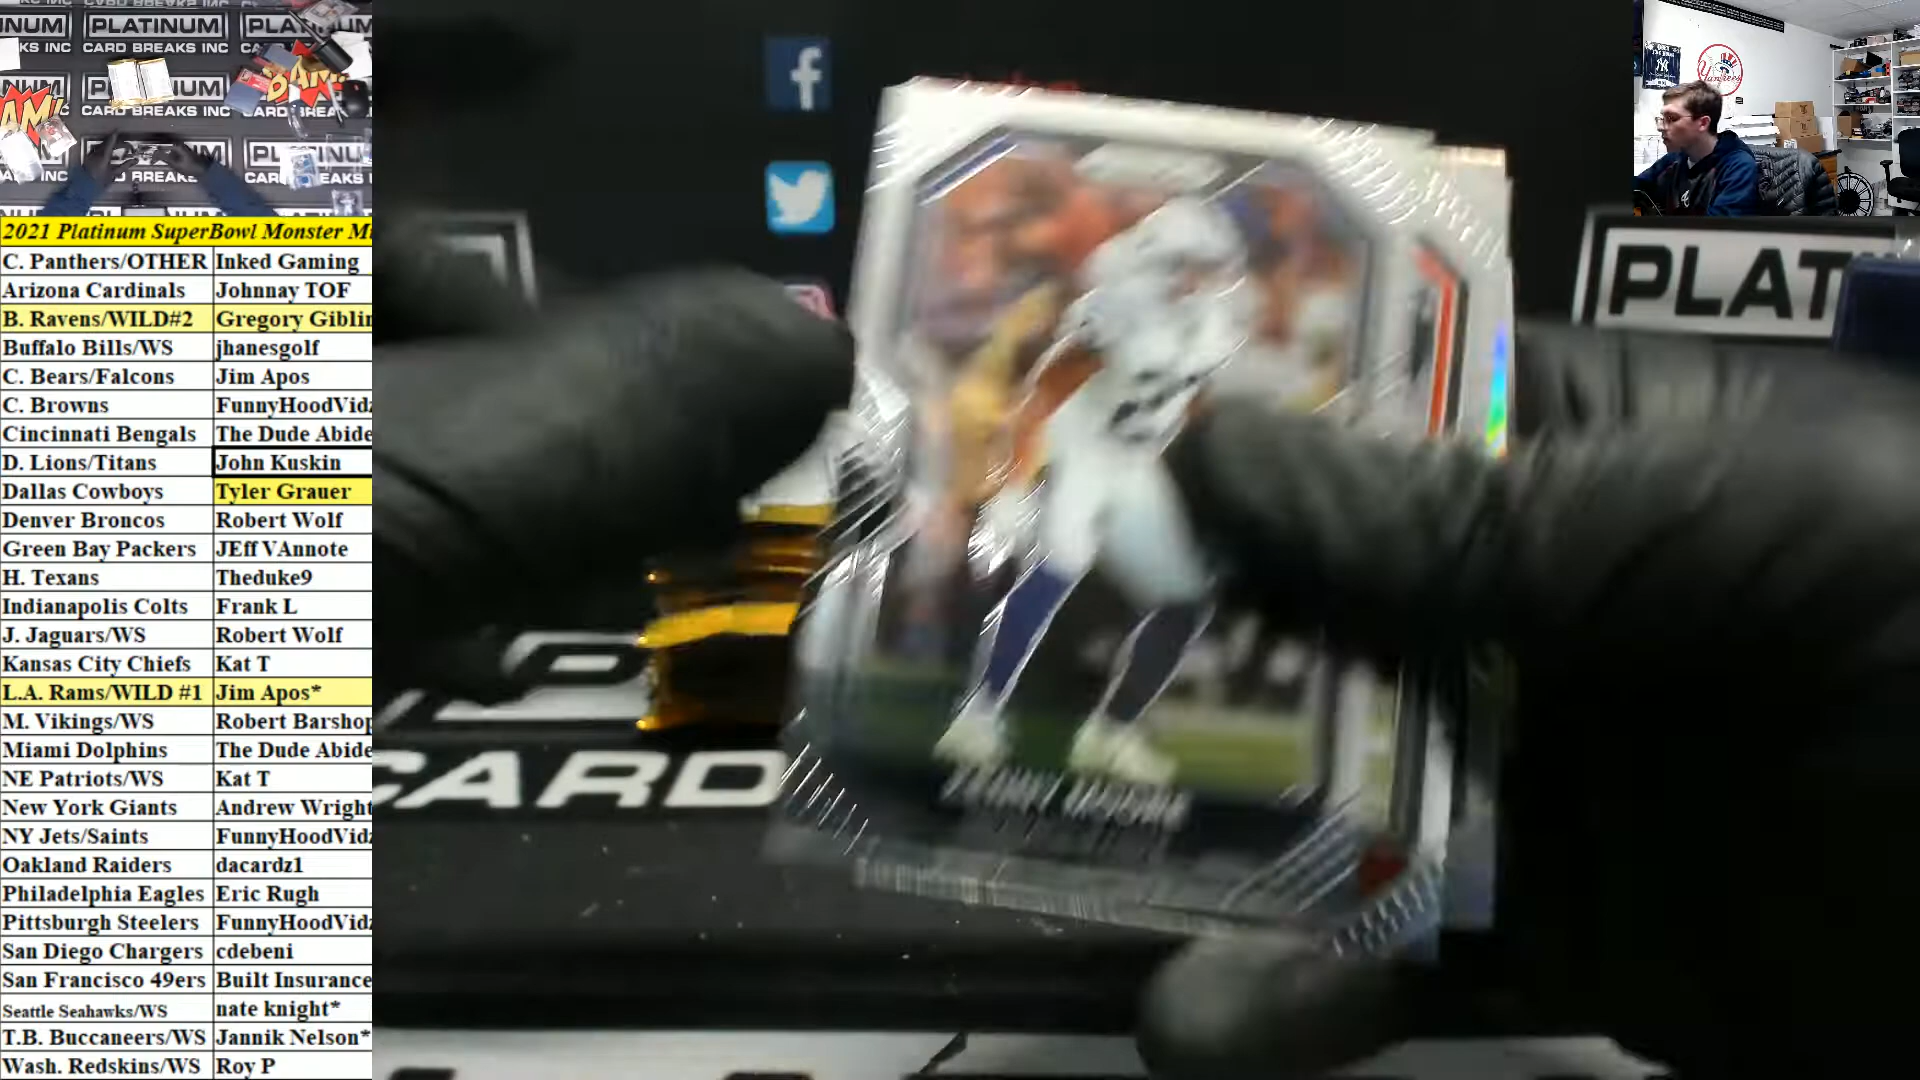 PLATINUM
CARD BREAKS INC
2021 Platinum SuperBowl Monster M
C. Panthers/OTHER Inked Gaming
Arizona Cardinals Johnnay TOF
B. Ravens/WILD#2 Gregory Giblin
Buffalo Bills/WS jhanesgolf
C. Bears/Falcons Jim Apos
C. Browns FunnyHoodVidz
Cincinnati Bengals The Dude Abide
D. Lions/Titans John Kuskin
Dallas Cowboys Tyler Grauer
Denver Broncos Robert Wolf
Green Bay Packers JEff VAnnote
H. Texans Theduke9
Indianapolis Colts Frank L
J. Jaguars/WS Robert Wolf
Kansas City Chiefs Kat T
L.A. Rams/WILD #1 Jim Apos*
M. Vikings/WS Robert Barshop
Miami Dolphins The Dude Abide
NE Patriots/WS Kat T
New York Giants Andrew Wright
NY Jets/Saints FunnyHoodVidz
Oakland Raiders dacardz1
Philadelphia Eagles Eric Rugh
Pittsburgh Steelers FunnyHoodVidz
San Diego Chargers cdebeni
San Francisco 49ers Built Insurance
Seattle Seahawks/WS nate knight*
T.B. Buccaneers/WS Jannik Nelson*
Wash. Redskins/WS Roy P
PLAT
CARD
Yankees